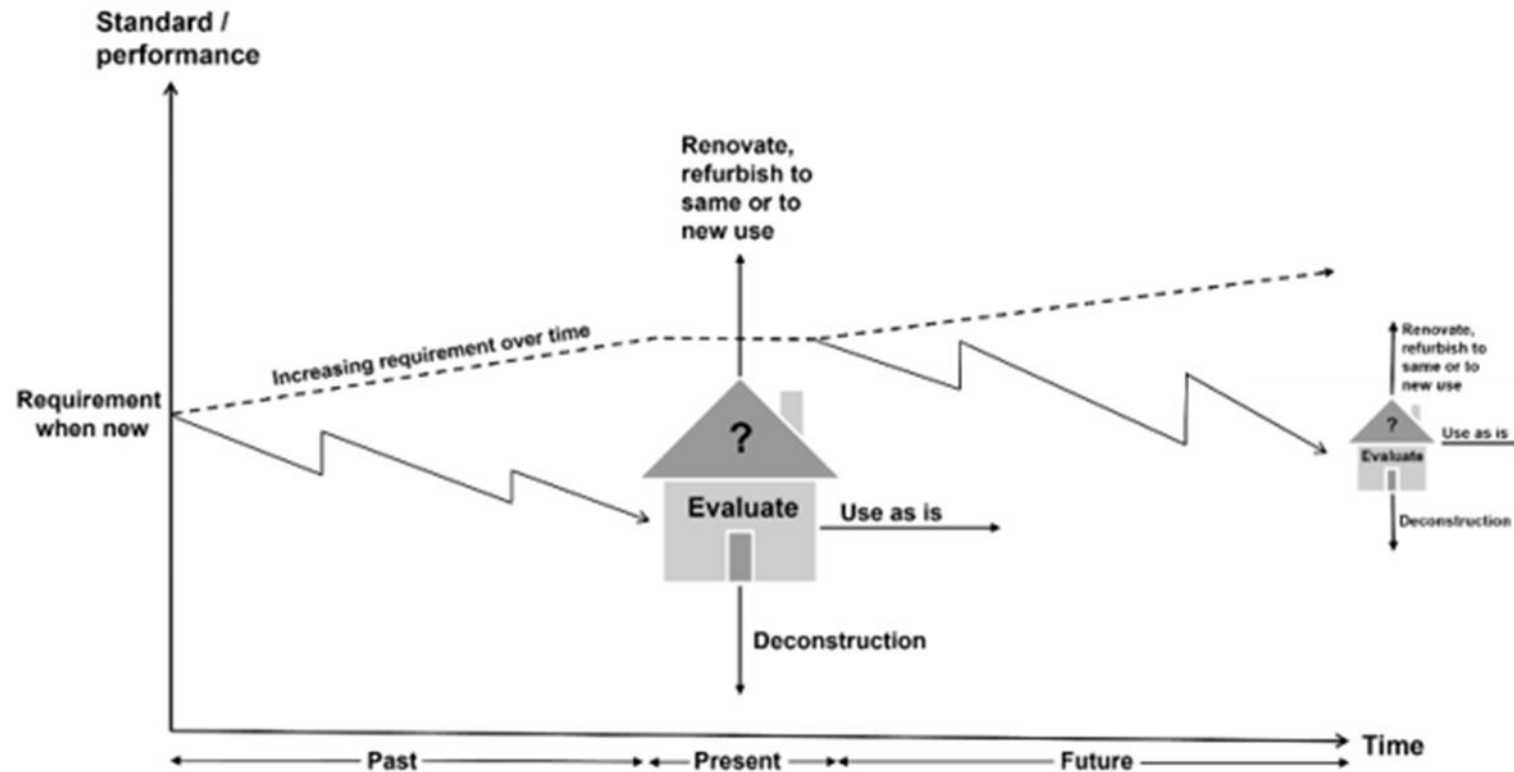 Standard /
performance
Renovate,
refurbish to
same or to
new use
Increasing requirement over time
Requirement
when new
?
Evaluate
Use as is
Deconstruction
Renovate,
refurbish to
same or to
new use
?
Evaluate
Use as is
Deconstruction
Time
Past
Present
Future